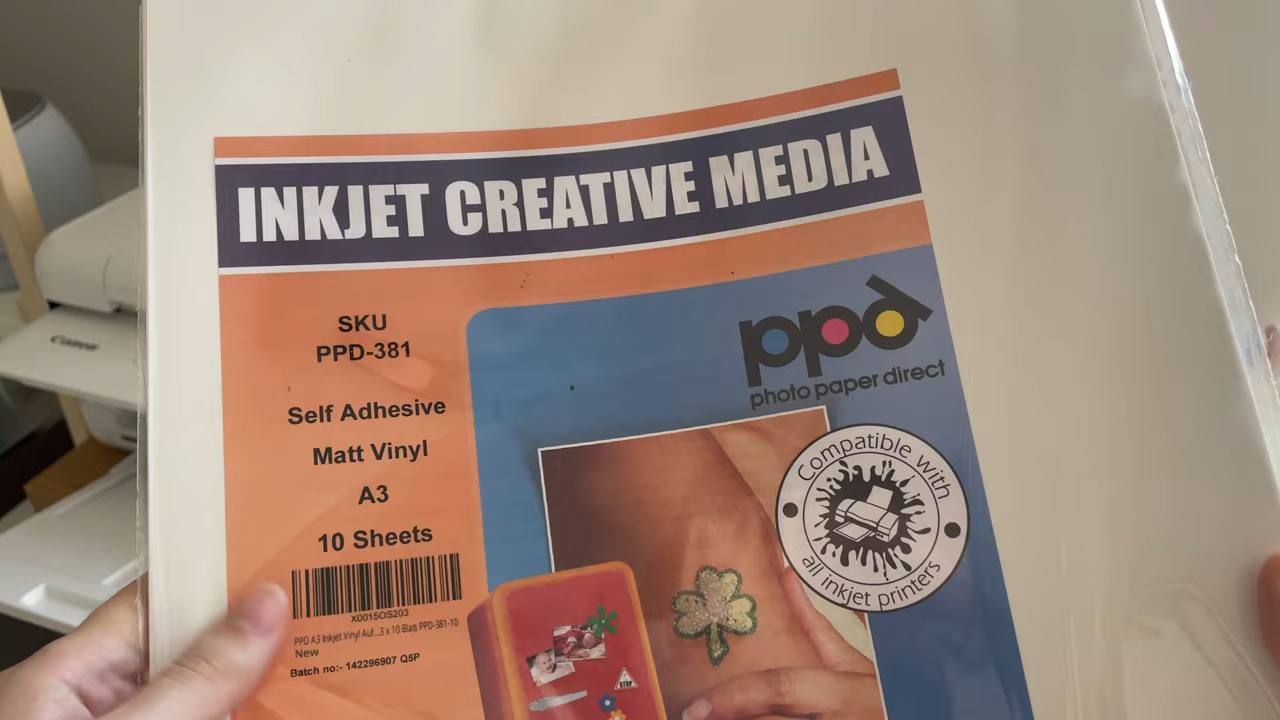 INKJET CREATIVE MEDIA
SKU
PPD-381
Self Adhesive
Matt Vinyl
A3
10 Sheets
X0015OS203
PPD A3 Inkjet Vinyl Auf...3 x 10 Blatt PPD-381-10
New
Batch no:- 142296907 Q5P
ppd
photo paper direct
Compatible with
all inkjet printers
STOP
Canon